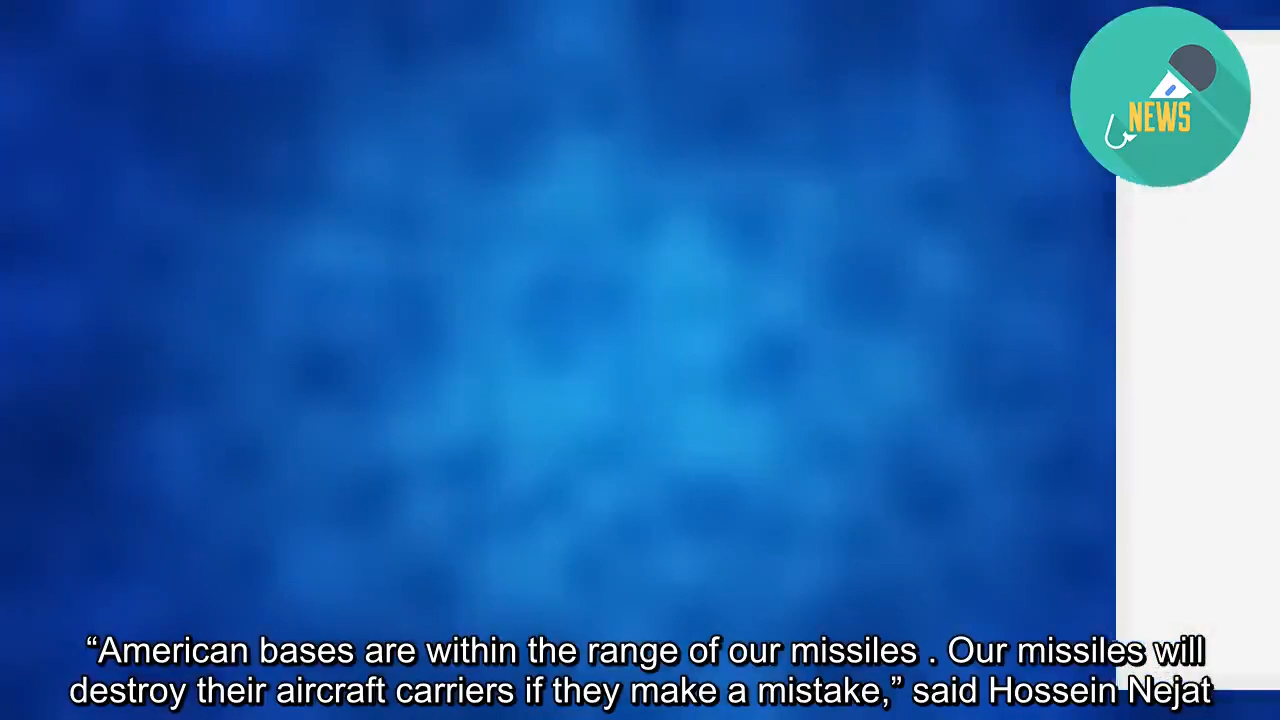 NEWS
“American bases are within the range of our missiles . Our missiles will
destroy their aircraft carriers if they make a mistake,” said Hossein Nejat